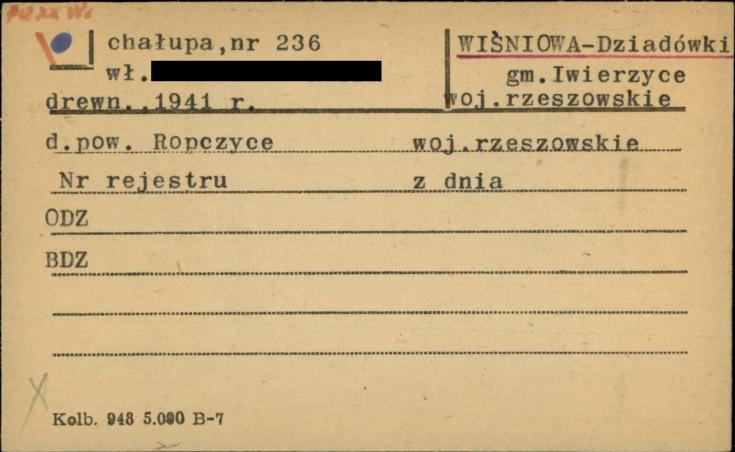 chałupa,nr 236
wł.
drewn.,1941 r.
WIŚNIOWA-Dziadówki
gm.Iwierzyce
woj.rzeszowskie
d.pow. Ropczyce woj.rzeszowskie
Nr rejestru z dnia
ODZ
BDZ
Kolb. 948 5.000 B-7